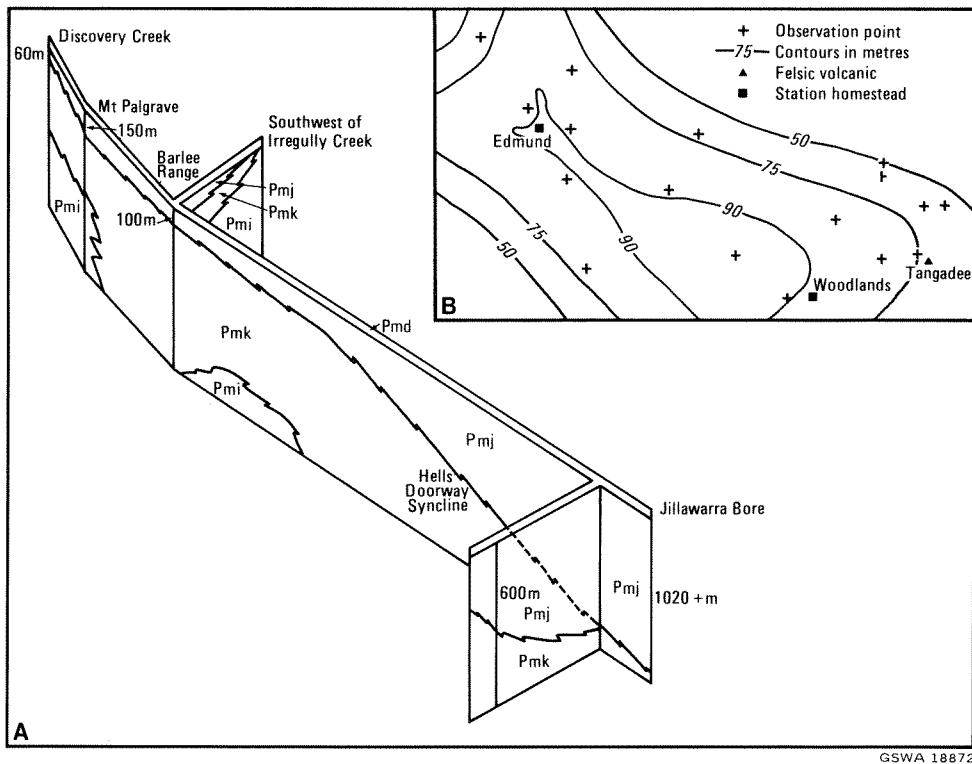 Discovery Creek
60m
Mt Palgrave
150m
Barlee
Range
Southwest of
Irregully Creek
Pmj
Pmk
Pmi
Pmi
100m
Pmd
Pmk
Pmi
Pmj
Hells
Doorway
Syncline
Jillawarra Bore
600m
Pmj
Pmj
1020 +m
Pmk
A
Observation point
75 Contours in metres
Felsic volcanic
Station homestead
Edmund
50
75
90
75
50
90
Woodlands
Tangadee
B
GSWA 18872